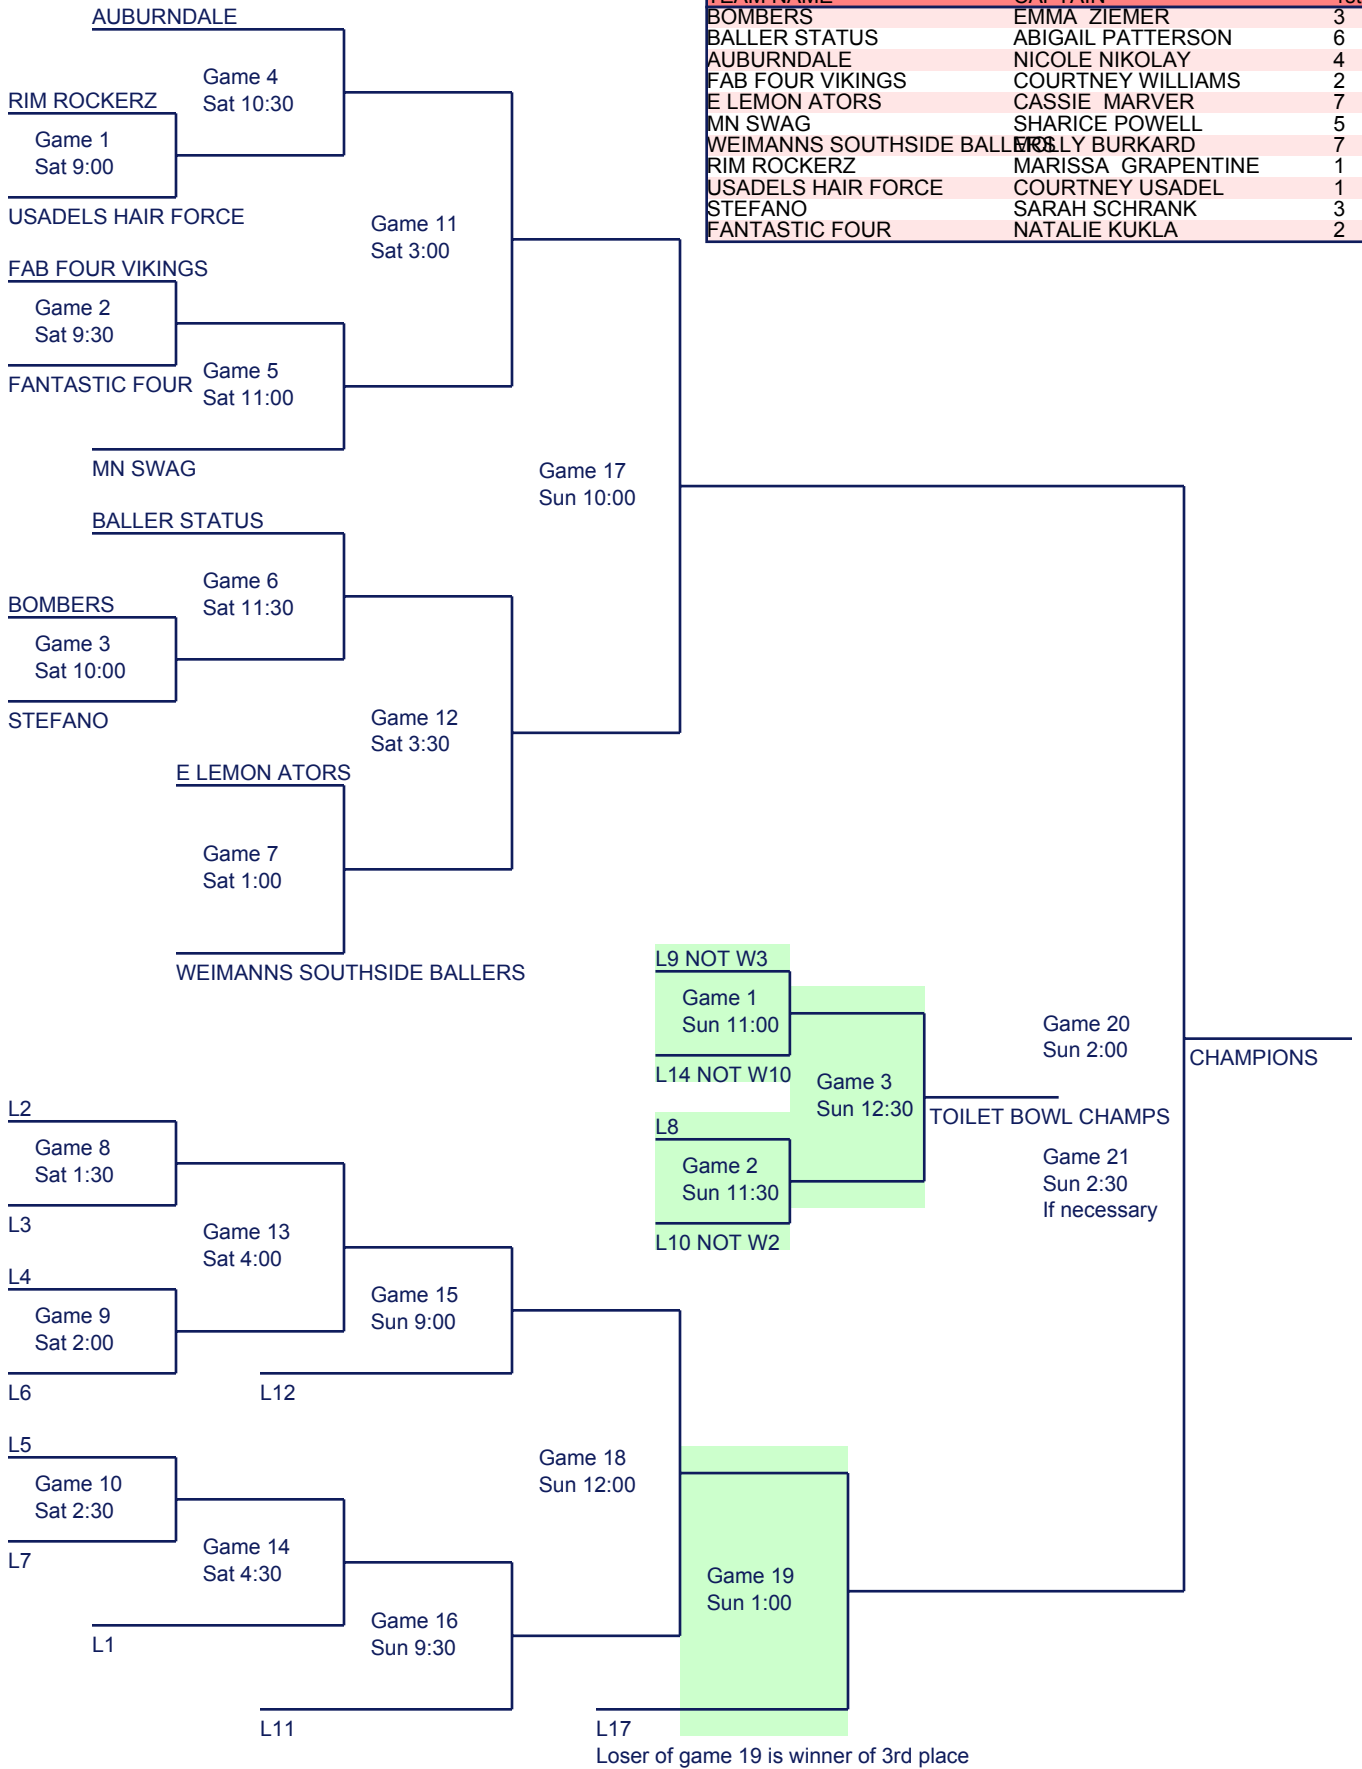 AUBURNDALE
Game 4
Sat 10:30
RIM ROCKERZ
Game 1
Sat 9:00
USADELS HAIR FORCE
Game 11
Sat 3:00
FAB FOUR VIKINGS
Game 2
Sat 9:30
FANTASTIC FOUR
Game 5
Sat 11:00
MN SWAG
Game 17
Sun 10:00
BALLER STATUS
Game 6
Sat 11:30
BOMBERS
Game 3
Sat 10:00
STEFANO
Game 12
Sat 3:30
E LEMON ATORS
Game 7
Sat 1:00
WEIMANNS SOUTHSIDE BALLERS
TEAM NAME CAPTAIN
BOMBERS EMMA ZIEMER 3
BALLER STATUS ABIGAIL PATTERSON 6
AUBURNDALE NICOLE NIKOLAY 4
FAB FOUR VIKINGS COURTNEY WILLIAMS 2
E LEMON ATORS CASSIE MARVER 7
MN SWAG SHARICE POWELL 5
WEIMANNS SOUTHSIDE BALLERS MOLLY BURKARD 7
RIM ROCKERZ MARISSA GRAPENTINE 1
USADELS HAIR FORCE COURTNEY USADEL 1
STEFANO SARAH SCHRANK 3
FANTASTIC FOUR NATALIE KUKLA 2
L9 NOT W3
Game 1
Sun 11:00
L14 NOT W10
Game 3
Sun 12:30
L8
Game 2
Sun 11:30
L10 NOT W2
TOILET BOWL CHAMPS
Game 20
Sun 2:00
CHAMPIONS
Game 21
Sun 2:30
If necessary
L2
Game 8
Sat 1:30
L3
Game 13
Sat 4:00
L4
Game 9
Sat 2:00
L6
Game 15
Sun 9:00
L12
L5
Game 10
Sat 2:30
L7
Game 14
Sat 4:30
L1
Game 16
Sun 9:30
L11
Game 18
Sun 12:00
Game 19
Sun 1:00
L17
Loser of game 19 is winner of 3rd place